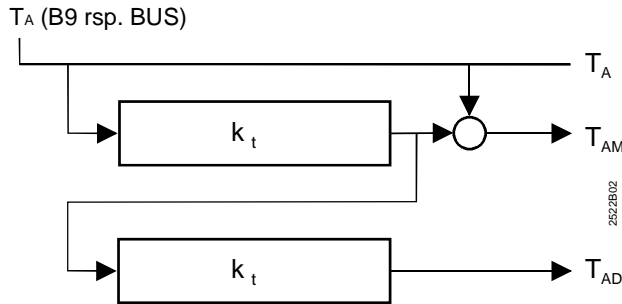 TA (B9 rsp. BUS)
TA
kt
TAM
2522B02
kt
TAD